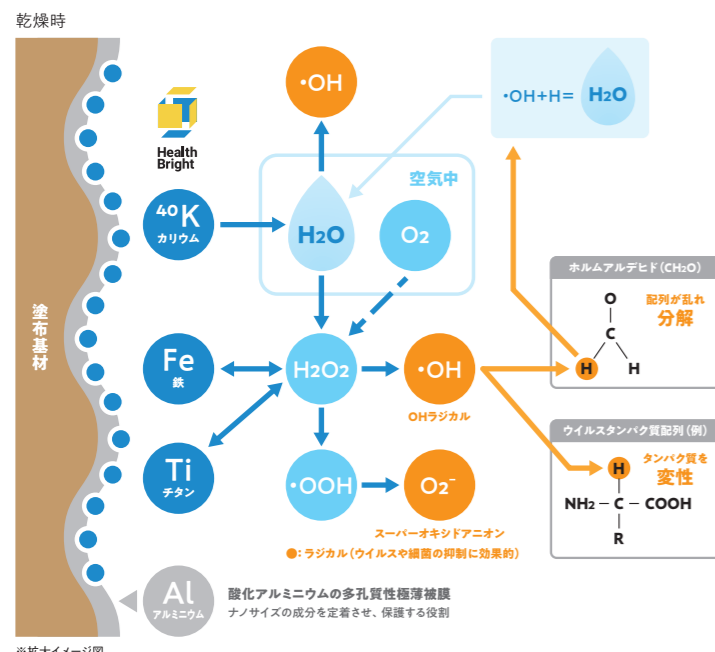 乾燥時
•OH
•OH+H=
H2O
Health
Bright
空気中
40K
カリウム
H2O
O2
ホルムアルデヒド(CH2O)
配列が乱れ
分解
O
C
H
H
塗布基材
Fe
鉄
H2O2
•OH
OHラジカル
ウイルスタンパク質配列(例)
タンパク質を
変性
H
NH2 – C – COOH
R
Ti
チタン
•OOH
O2⁻
スーパーオキシドアニオン
●:ラジカル(ウイルスや細菌の抑制に効果的)
Al
アルミニウム
酸化アルミニウムの多孔質性極薄被膜
ナノサイズの成分を定着させ、保護する役割
※拡大イメージ図